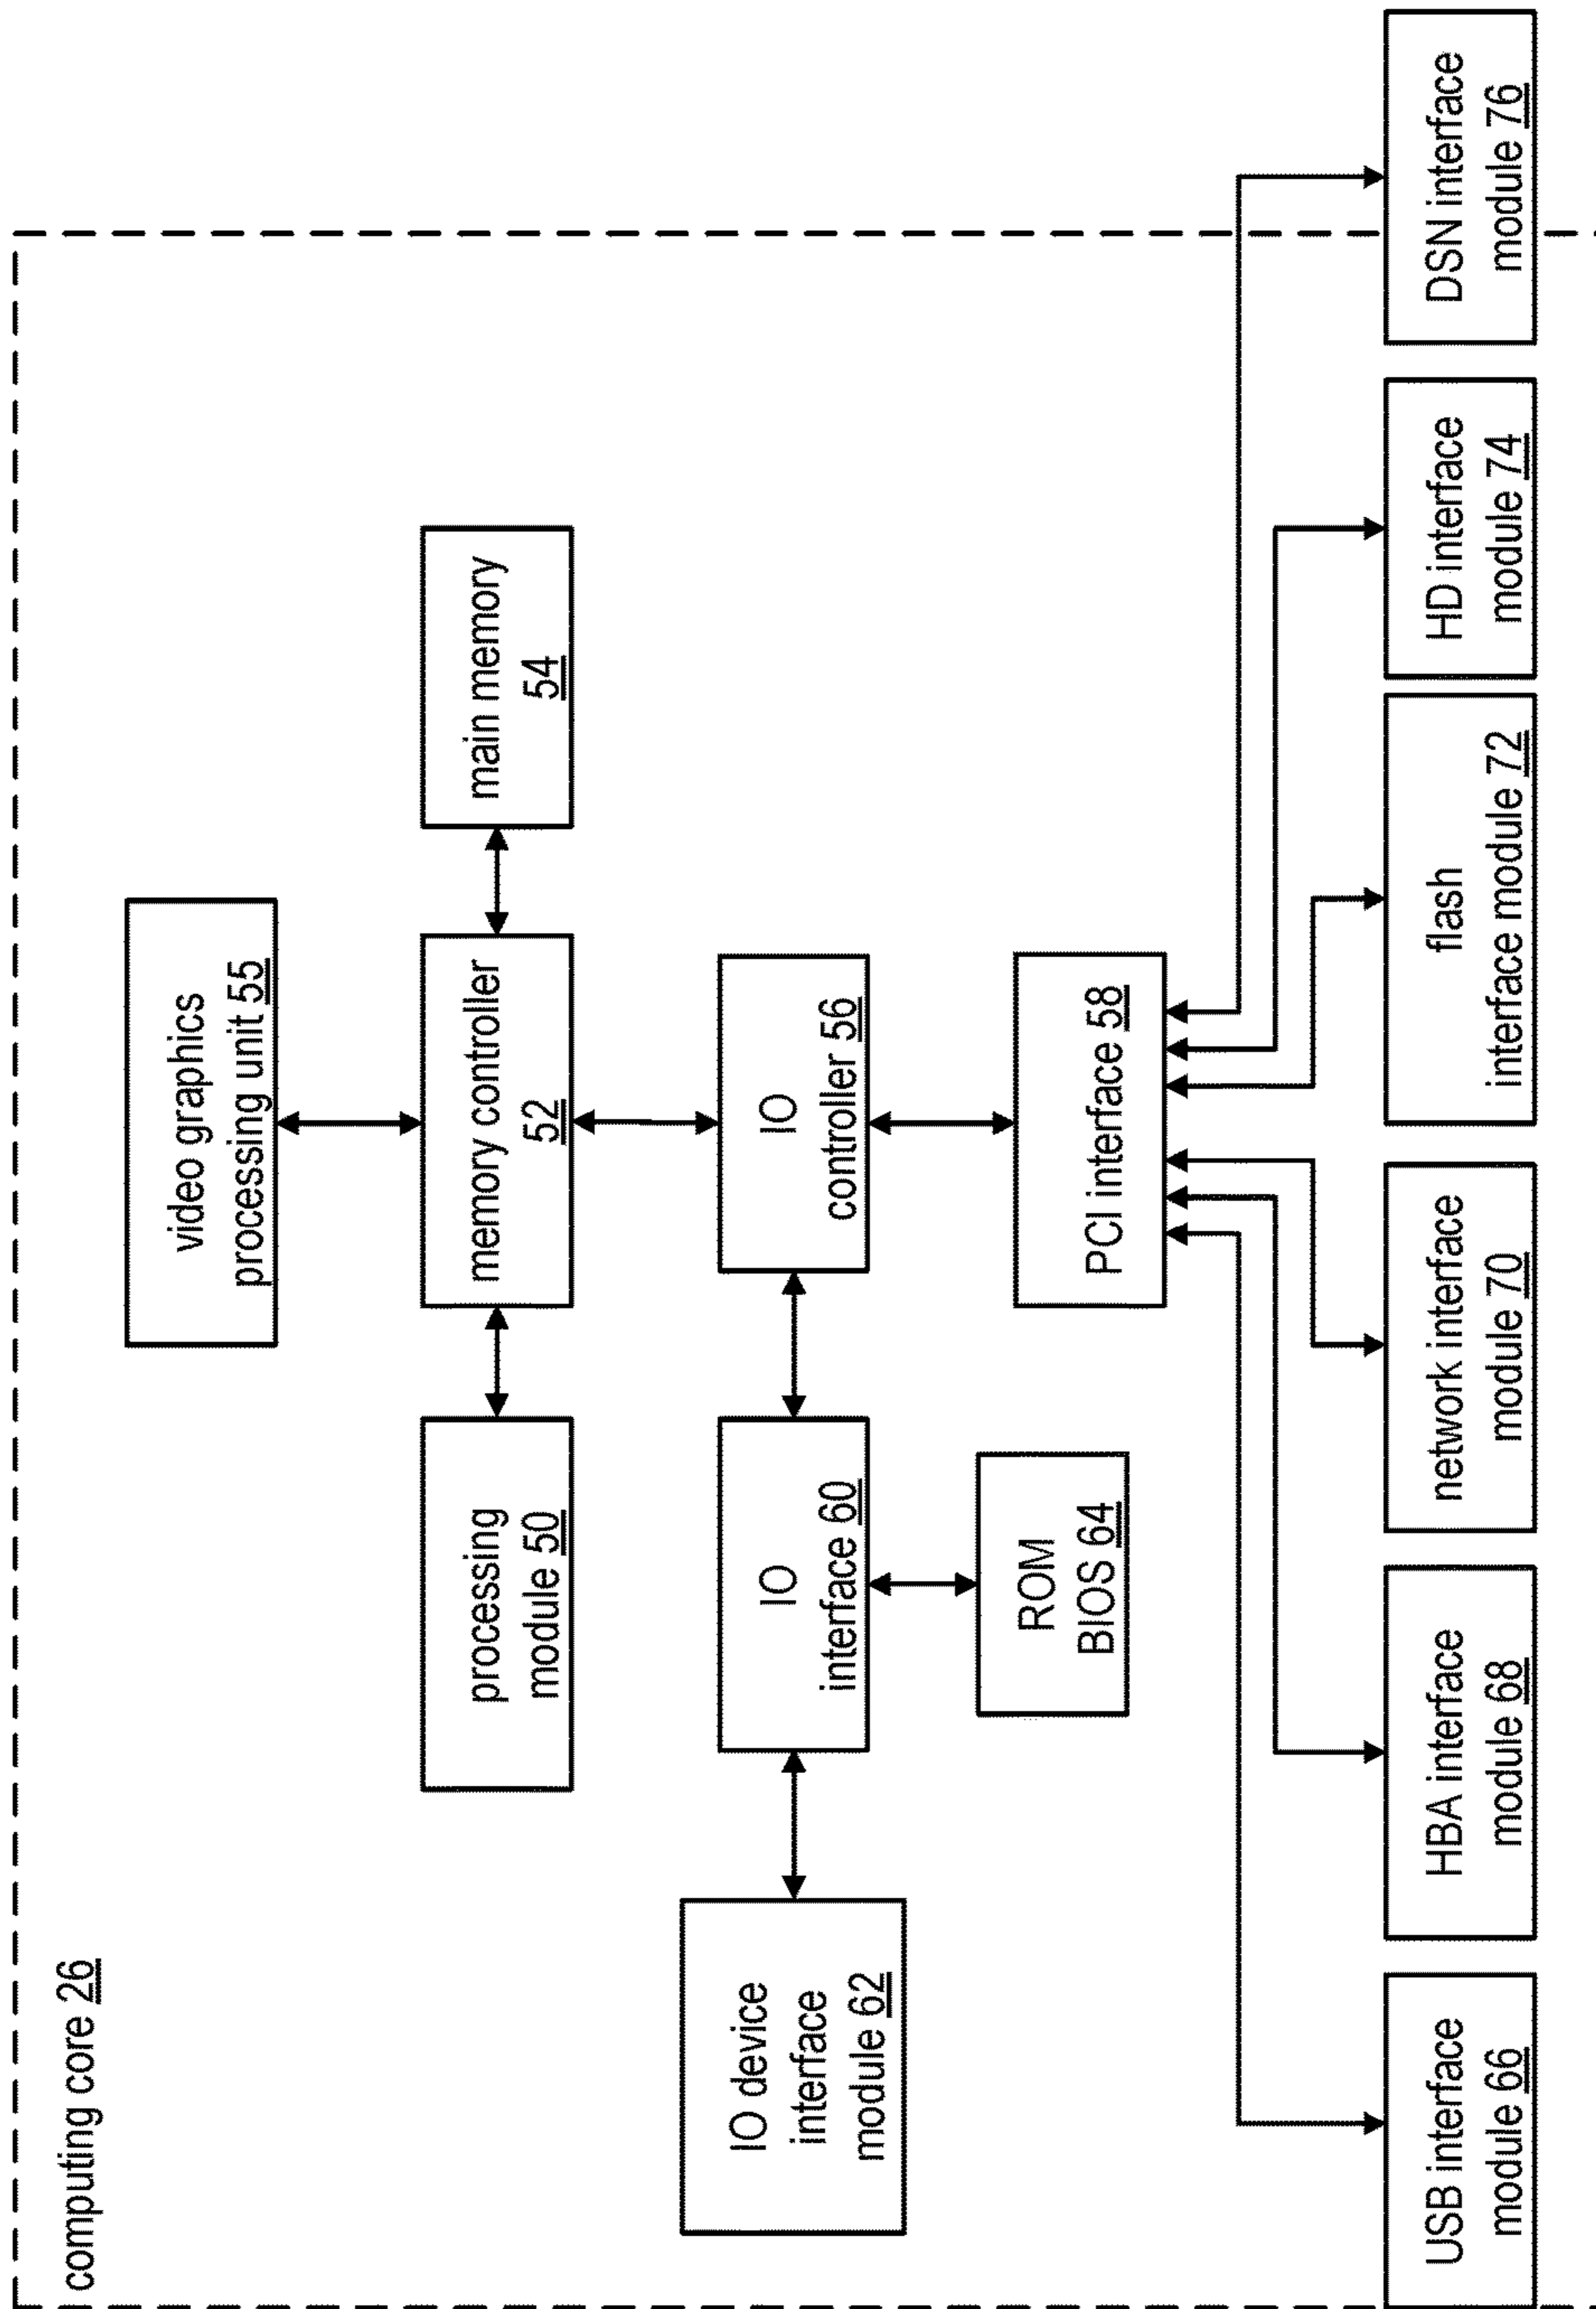 computing core 26
video graphics
processing unit 55
processing
module 50
memory controller
52
main memory
54
IO device
interface
module 62
IO
interface 60
IO
controller 56
ROM
BIOS 64
PCI interface 58
USB interface
module 66
HBA interface
module 68
network interface
module 70
flash
interface module 72
HD interface
module 74
DSN interface
module 76